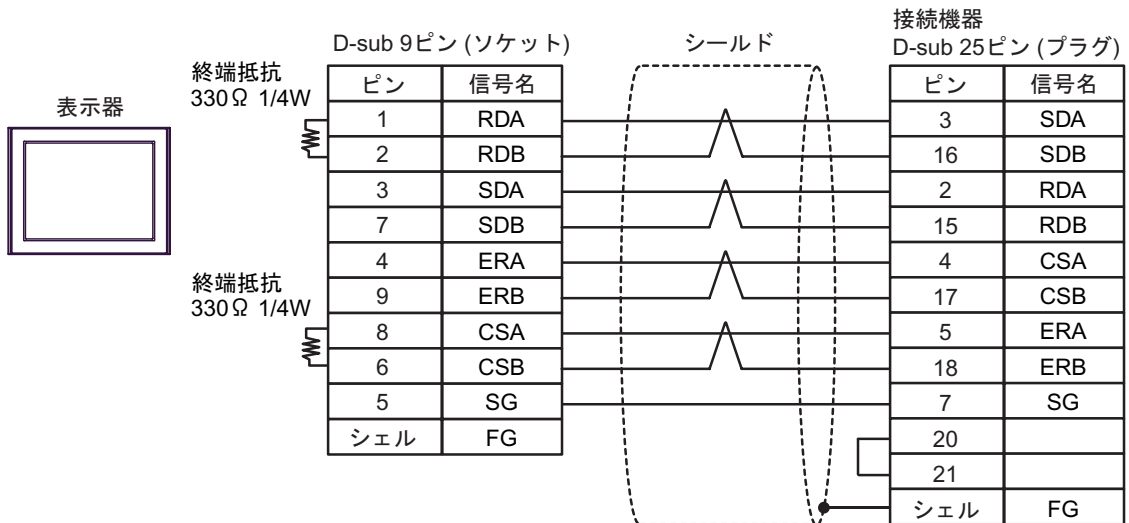 接続機器
D-sub 9ピン (ソケット) シールド D-sub 25ピン (プラグ)
終端抵抗
330Ω 1/4W
表示器
ピン 信号名 ピン 信号名
1 RDA 3 SDA
2 RDB 16 SDB
3 SDA 2 RDA
7 SDB 15 RDB
4 ERA 4 CSA
終端抵抗
330Ω 1/4W
9 ERB 17 CSB
8 CSA 5 ERA
6 CSB 18 ERB
5 SG 7 SG
シェル FG 20
21
シェル FG